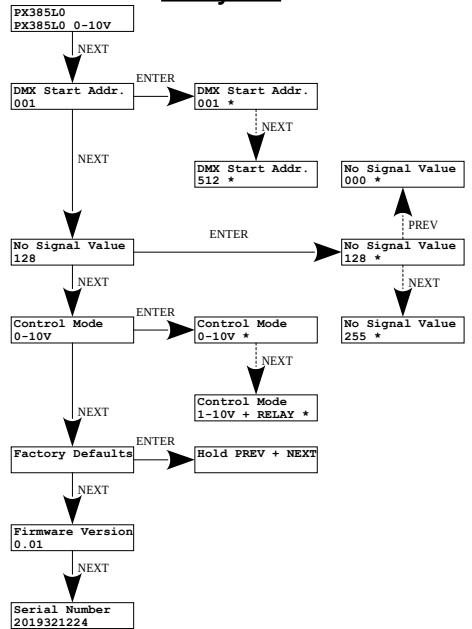 PX385L0
PX385L0 0-10V
NEXT
DMX Start Addr.
001
ENTER
DMX Start Addr.
001 *
NEXT
DMX Start Addr.
512 *
NEXT
No Signal Value
000 *
PREV
No Signal Value
128
ENTER
No Signal Value
128 *
NEXT
No Signal Value
255 *
NEXT
Control Mode
0-10V
ENTER
Control Mode
0-10V *
NEXT
Control Mode
1-10V + RELAY *
NEXT
Factory Defaults
ENTER
Hold PREV + NEXT
NEXT
Firmware Version
0.01
NEXT
Serial Number
2019321224